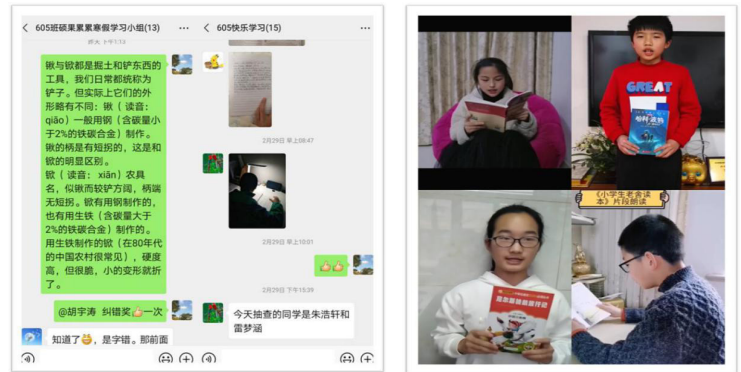 605班硕果累累寒假学习小组(13)
锹与锨都是掘土和铲东西的
工具，我们日常都统称为
铲子。但实际上它们的外
形略有不同：锹（ 读音：
qiāo）一般用钢（含碳量小
于2%的铁碳合金）制作。
锹的柄是有短拐的，这是和
锨的明显区别。
锨（ 读音： xiān）农具
名，似锹而较铲方阔，柄端
无短拐。锨有用钢制作的，
也有用生铁（含碳量大于
2%的铁碳合金）制作的。
用生铁制作的锨（在80年代
的中国农村很常见），硬度
高，但很脆，小的变形就折
了。
@胡宇涛 纠错奖👍一次
知道了😄，是字错。那前面
605快乐学习(15)
2月29日 早上08:47
2月29日 早上10:01
👍👍
2月29日 下午15:39
今天抽查的同学是朱浩轩和
雷梦涵
GREAT
《小学生老舍读
本》片段朗读